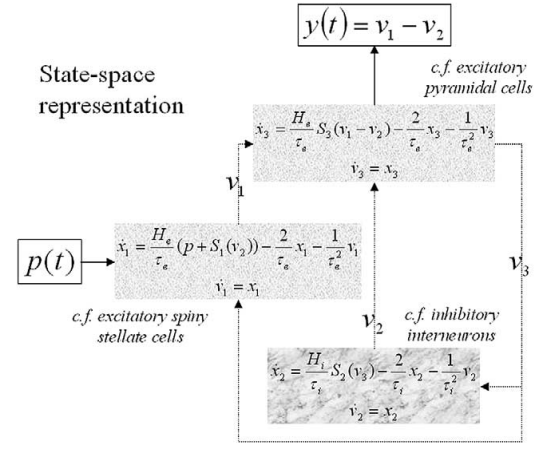 y(t) = v₁ − v₂
State-space
representation
c.f. excitatory
pyramidal cells
ẋ₃ = Hₑ/τₑ S₃(v₁ − v₂) − 2/τₑ x₃ − 1/τₑ² v₃
v̇₃ = x₃
v₁
p(t)
ẋ₁ = Hₑ/τₑ (p + S₁(v₂)) − 2/τₑ x₁ − 1/τₑ² v₁
v̇₁ = x₁
v₃
c.f. excitatory spiny
stellate cells
v₂
c.f. inhibitory
interneurons
ẋ₂ = Hᵢ/τᵢ S₂(v₃) − 2/τᵢ x₂ − 1/τᵢ² v₂
v̇₂ = x₂